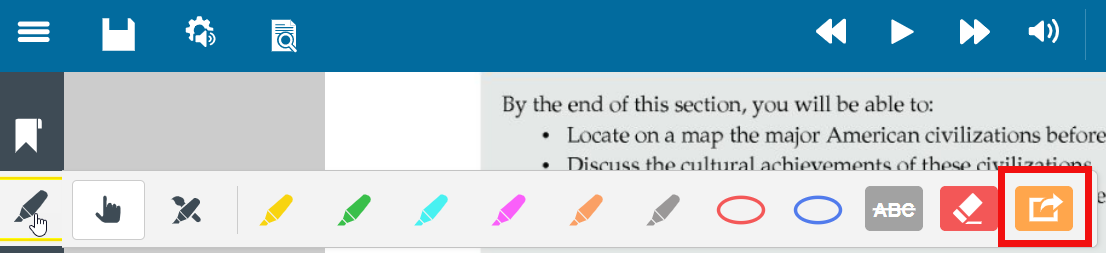 By the end of this section, you will be able to:
• Locate on a map the major American civilizations before
• Discuss the cultural achievements of these civilizations
ABC